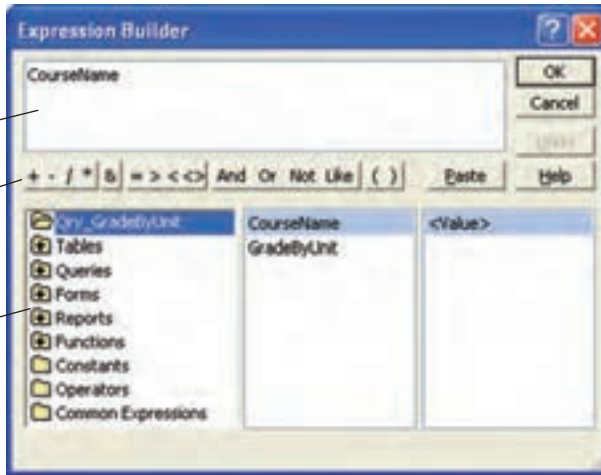 Expression Builder
CourseName
OK
Cancel
Undo
+ - / * & = > < <> And Or Not Like ( ) Paste Help
Qry_GradeByUnit CourseName <Value>
Tables GradeByUnit
Queries
Forms
Reports
Functions
Constants
Operators
Common Expressions